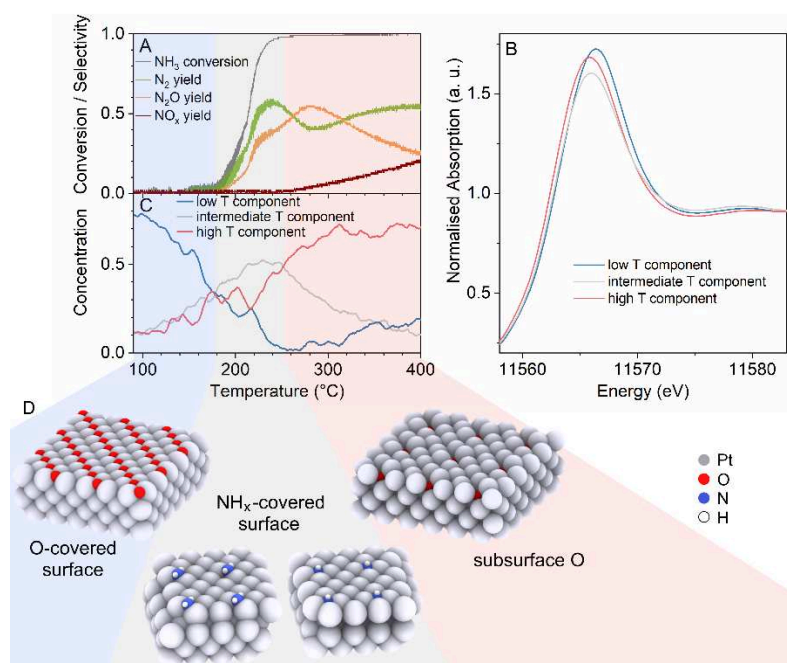 A
NH₃ conversion
N₂ yield
N₂O yield
NOₓ yield
Conversion / Selectivity
1.0
0.5
0.0
C
low T component
intermediate T component
high T component
Concentration
0.5
0.0
100
200
300
400
Temperature (°C)
B
Normalised Absorption (a. u.)
1.5
1.0
0.5
low T component
intermediate T component
high T component
11560
11570
11580
Energy (eV)
D
O-covered
surface
NHₓ-covered
surface
subsurface O
Pt
O
N
H